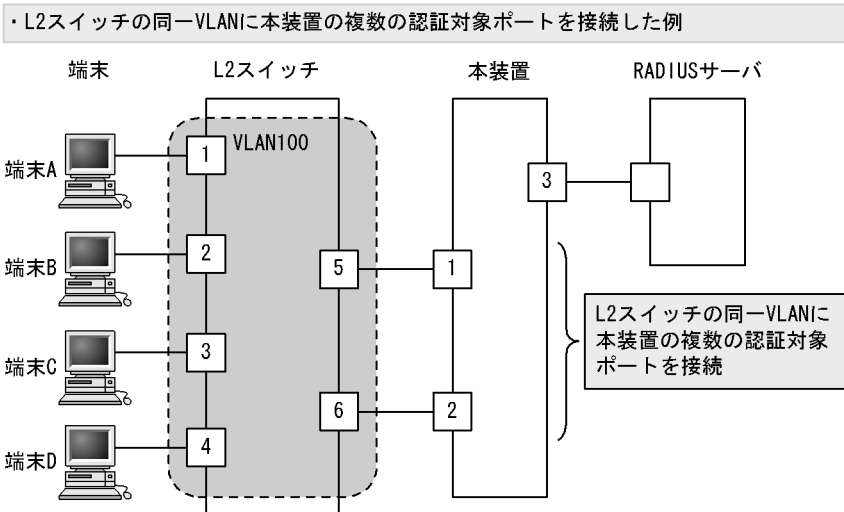 ・L2スイッチの同一VLANに本装置の複数の認証対象ポートを接続した例
端末 L2スイッチ 本装置 RADIUSサーバ
VLAN100
端末A
1
3
端末B
2
5
1
L2スイッチの同一VLANに
本装置の複数の認証対象
ポートを接続
端末C
3
6
2
端末D
4